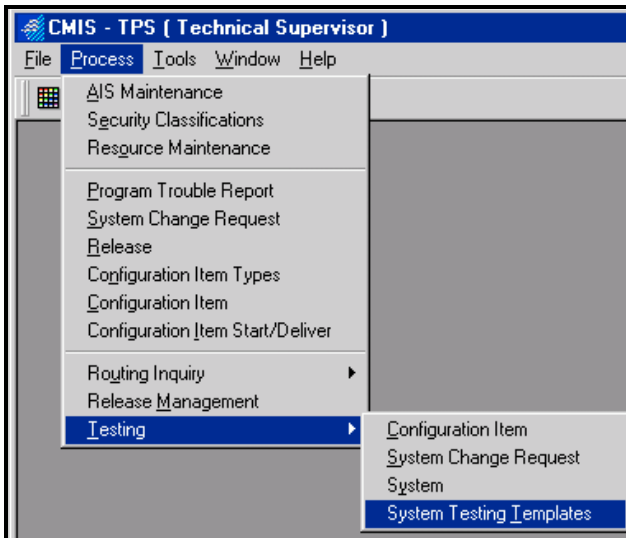 CMIS - TPS ( Technical Supervisor )
File Process Tools Window Help
AIS Maintenance
Security Classifications
Resource Maintenance
Program Trouble Report
System Change Request
Release
Configuration Item Types
Configuration Item
Configuration Item Start/Deliver
Routing Inquiry
Release Management
Testing
Configuration Item
System Change Request
System
System Testing Templates